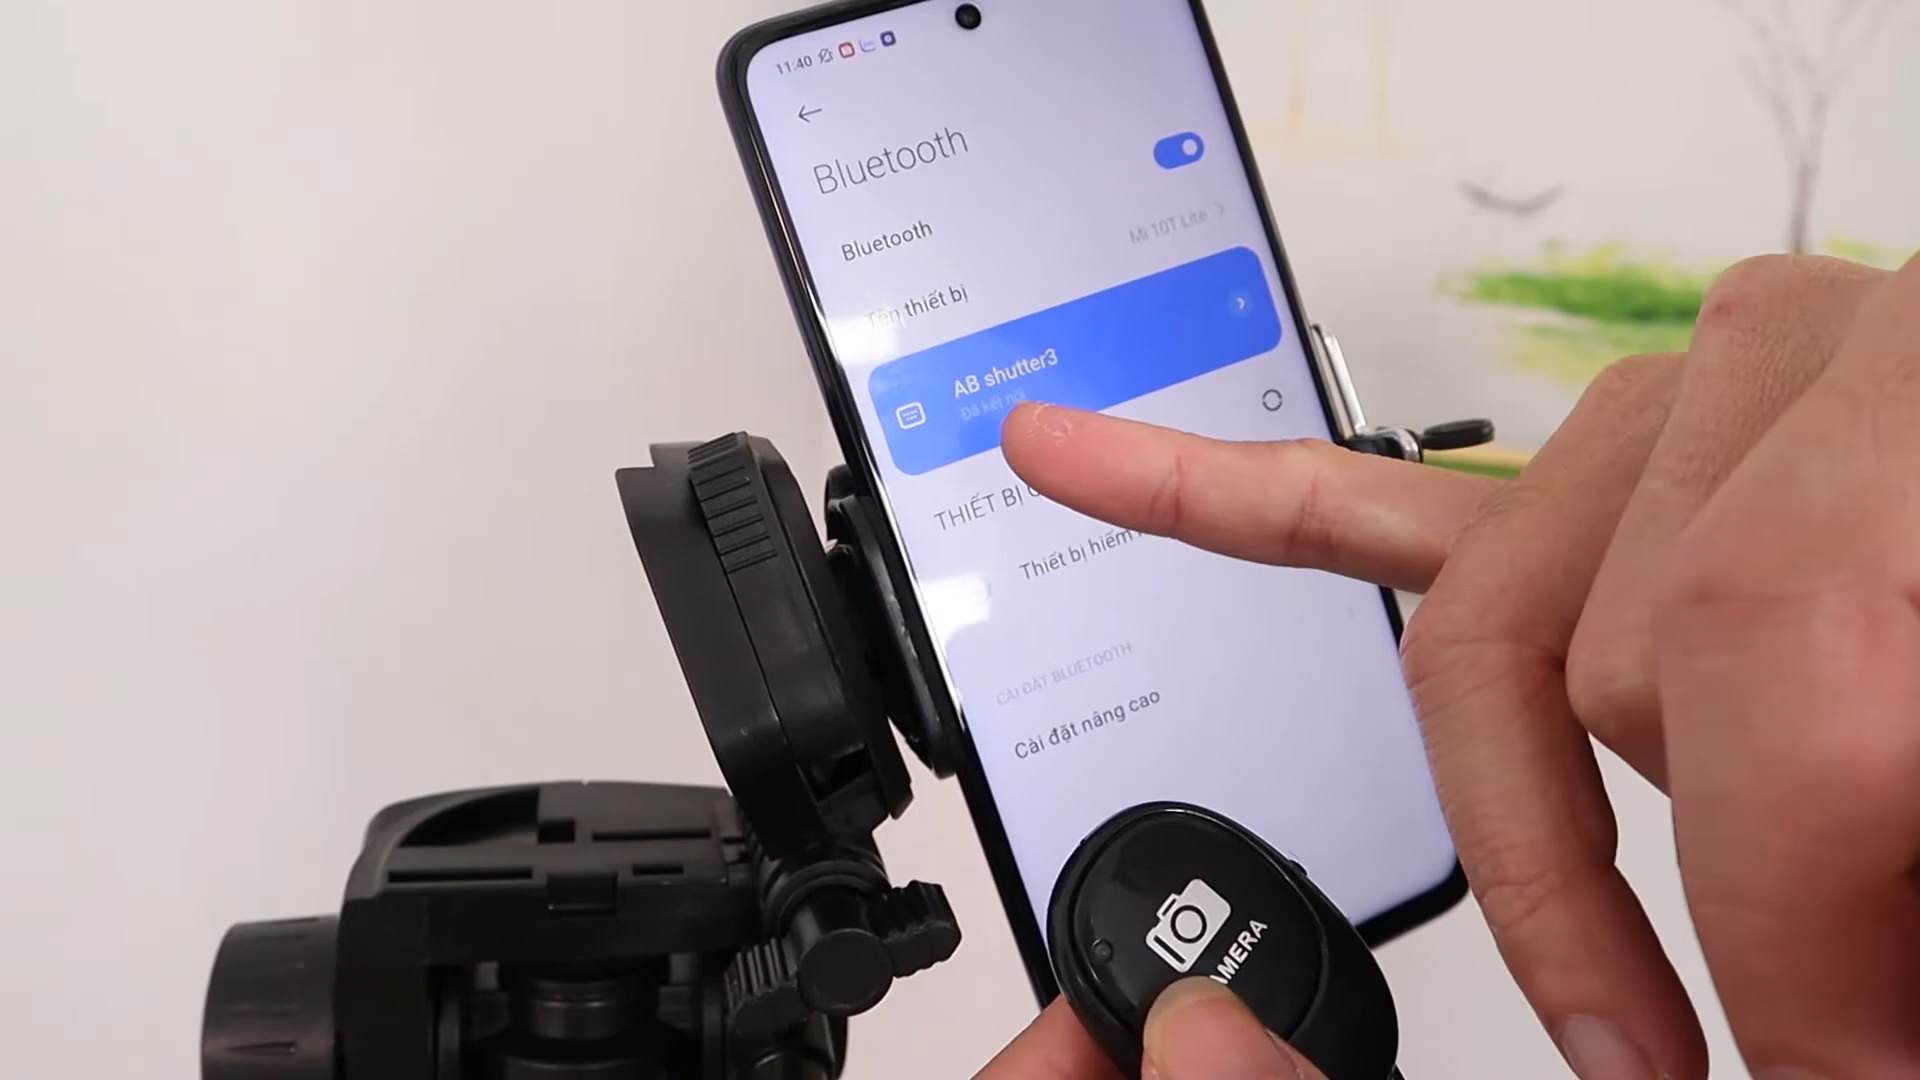 11:40
Bluetooth
Bluetooth
Mi 10T Lite
Tên thiết bị
AB shutter3
Đã kết nối
THIẾT BỊ
Thiết bị hiếm
CÀI ĐẶT BLUETOOTH
Cài đặt nâng cao
AMERA